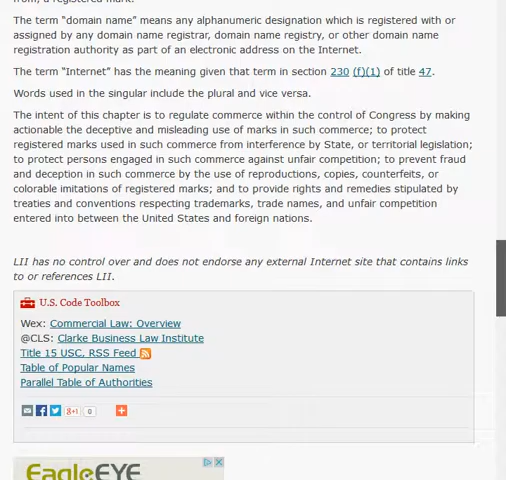 The term “domain name” means any alphanumeric designation which is registered with or
assigned by any domain name registrar, domain name registry, or other domain name
registration authority as part of an electronic address on the Internet.
The term “Internet” has the meaning given that term in section 230 (f)(1) of title 47.
Words used in the singular include the plural and vice versa.
The intent of this chapter is to regulate commerce within the control of Congress by making
actionable the deceptive and misleading use of marks in such commerce; to protect
registered marks used in such commerce from interference by State, or territorial legislation;
to protect persons engaged in such commerce against unfair competition; to prevent fraud
and deception in such commerce by the use of reproductions, copies, counterfeits, or
colorable imitations of registered marks; and to provide rights and remedies stipulated by
treaties and conventions respecting trademarks, trade names, and unfair competition
entered into between the United States and foreign nations.
LII has no control over and does not endorse any external Internet site that contains links
to or references LII.
U.S. Code Toolbox
Wex: Commercial Law: Overview
@CLS: Clarke Business Law Institute
Title 15 USC, RSS Feed
Table of Popular Names
Parallel Table of Authorities
g+1 0
EagleEYE